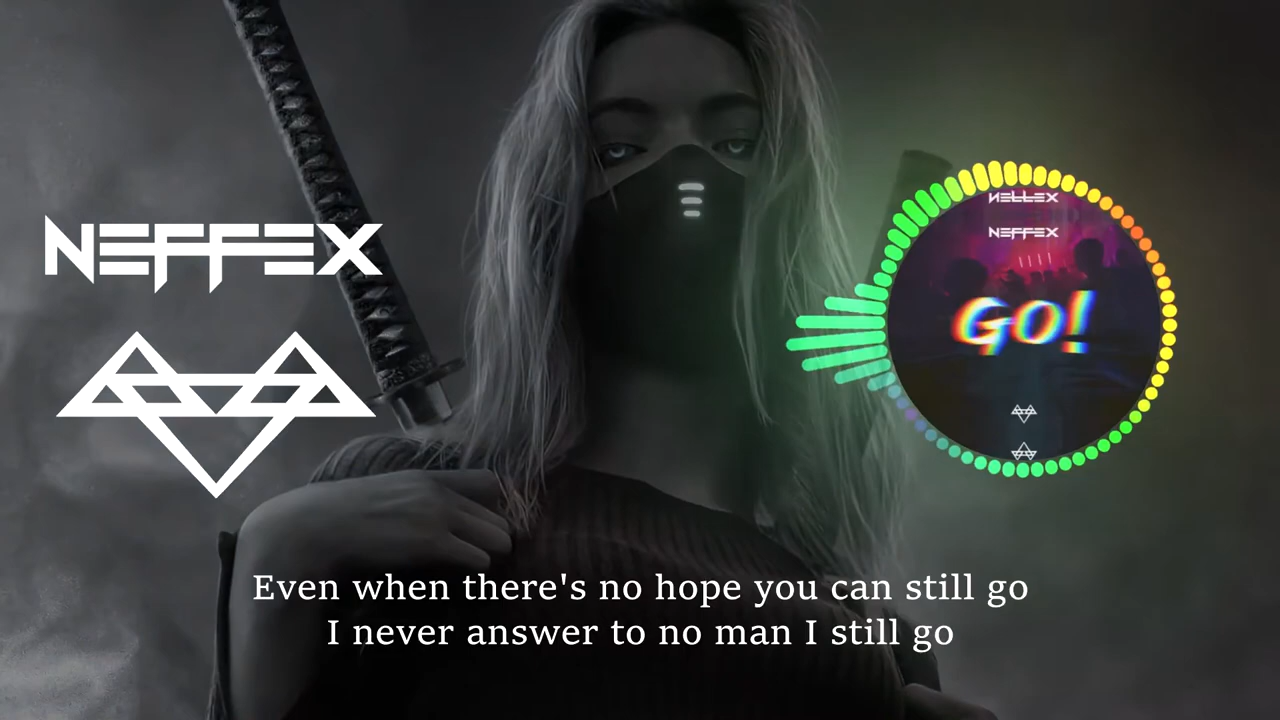 NEFFEX
NEFFEX
NEFFEX
GO!
Even when there's no hope you can still go
I never answer to no man I still go